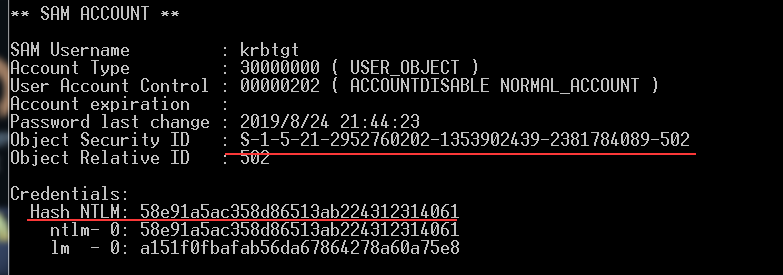 ** SAM ACCOUNT **
SAM Username : krbtgt
Account Type : 30000000 ( USER_OBJECT )
User Account Control : 00000202 ( ACCOUNTDISABLE NORMAL_ACCOUNT )
Account expiration :
Password last change : 2019/8/24 21:44:23
Object Security ID : S-1-5-21-2952760202-1353902439-2381784089-502
Object Relative ID : 502
Credentials:
Hash NTLM: 58e91a5ac358d86513ab224312314061
ntlm- 0: 58e91a5ac358d86513ab224312314061
lm - 0: a151f0fbafab56da67864278a60a75e8